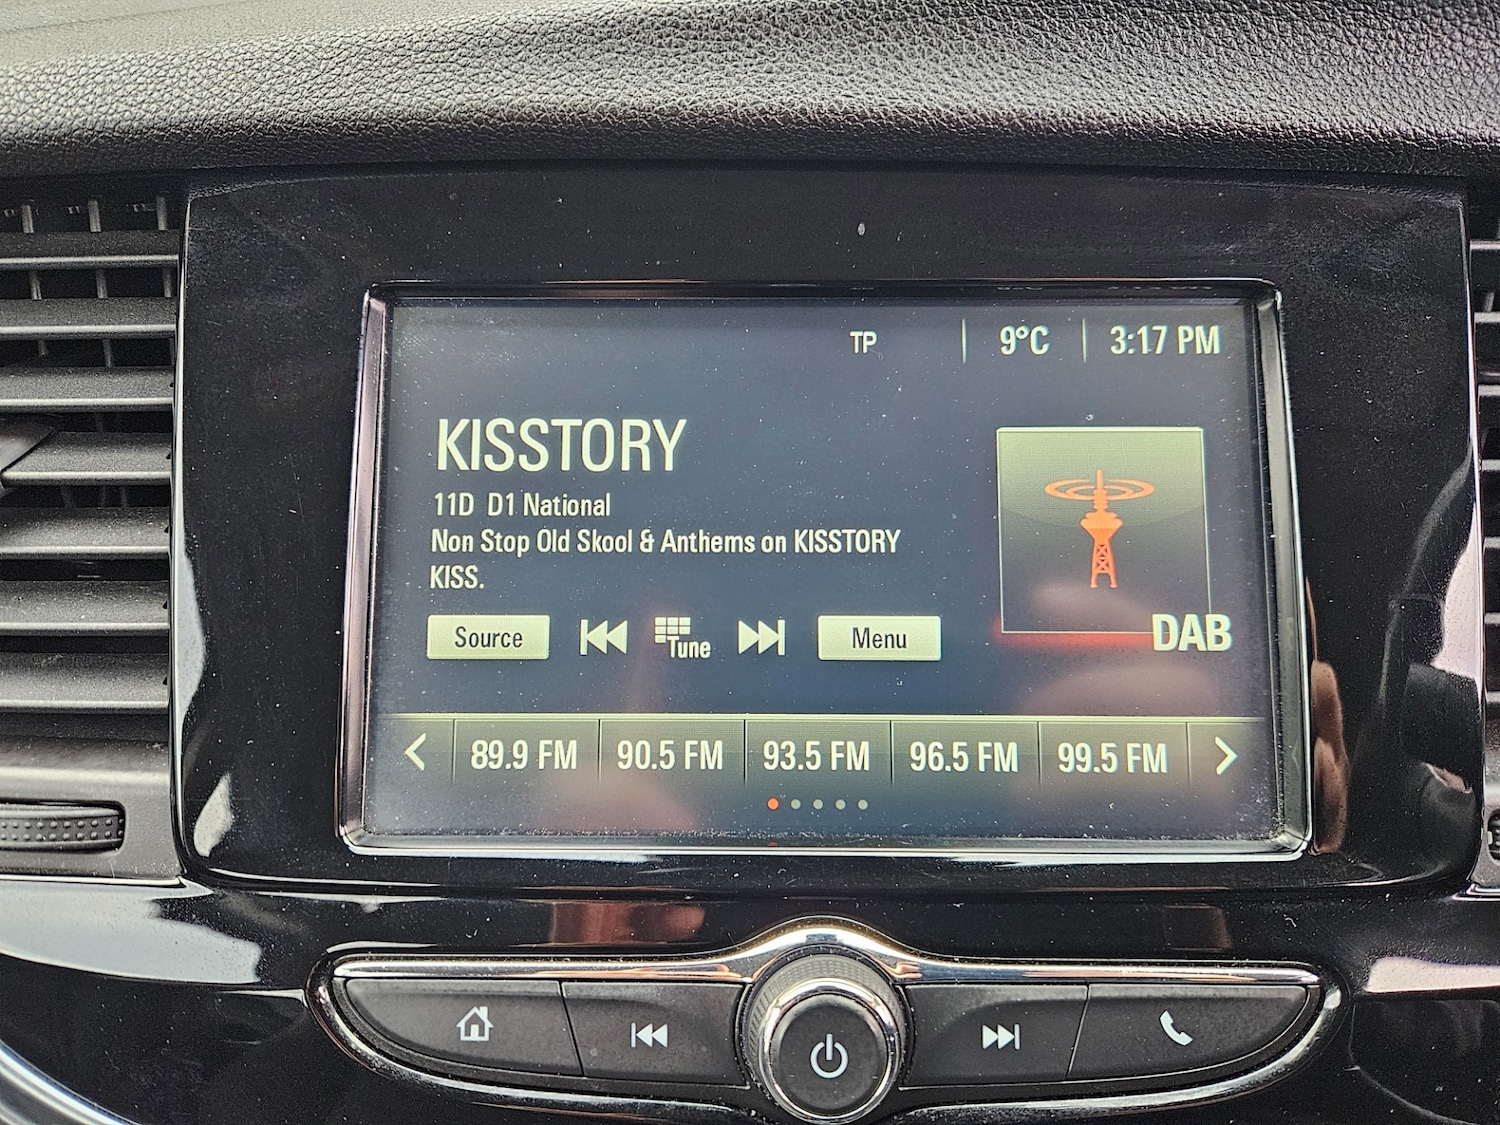 TP 9°C 3:17 PM
KISSTORY
11D D1 National
Non Stop Old Skool & Anthems on KISSTORY
KISS.
Source Tune Menu
DAB
89.9 FM 90.5 FM 93.5 FM 96.5 FM 99.5 FM